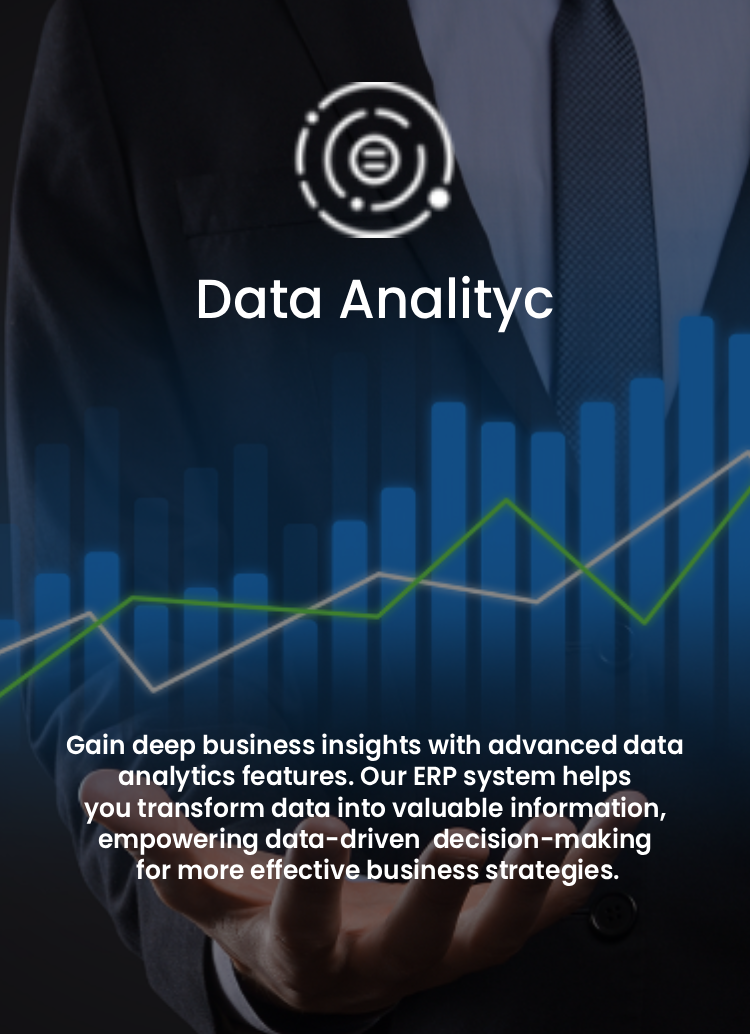 Data Analityc
Gain deep business insights with advanced data
analytics features. Our ERP system helps
you transform data into valuable information,
empowering data-driven  decision-making
for more effective business strategies.